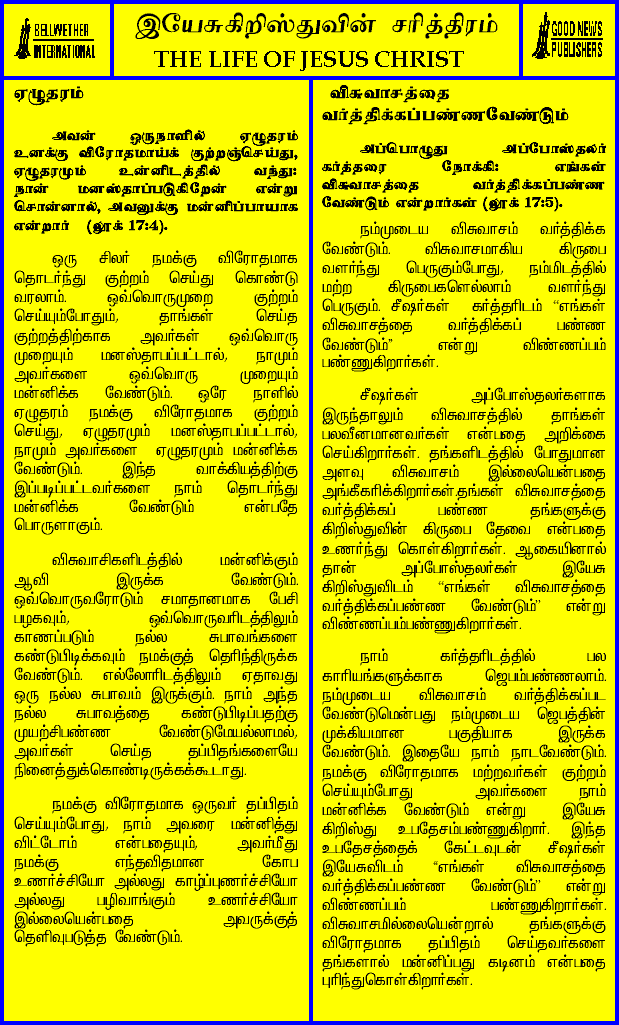 BELLWETHER
INTERNATIONAL
இயேசுகிறிஸ்துவின் சரித்திரம்
THE LIFE OF JESUS CHRIST
GOOD NEWS
PUBLISHERS
ஏழுதரம்
அவன் ஒருநாளில் ஏழுதரம்
உனக்கு விரோதமாய்க் குற்றஞ்செய்து,
ஏழுதரமும் உன்னிடத்தில் வந்து:
நான் மனஸ்தாப்படுகிறேன் என்று
சொன்னால், அவனுக்கு மன்னிப்பாயாக
என்றார் (லூக் 17:4).
ஒரு சிலர் நமக்கு விரோதமாக
தொடர்ந்து குற்றம் செய்து கொண்டு
வரலாம். ஒவ்வொருமுறை குற்றம்
செய்யும்போதும், தாங்கள் செய்த
குற்றத்திற்காக அவர்கள் ஒவ்வொரு
முறையும் மனஸ்தாபப்பட்டால், நாமும்
அவர்களை ஒவ்வொரு முறையும்
மன்னிக்க வேண்டும். ஒரே நாளில்
ஏழுதரம் நமக்கு விரோதமாக குற்றம்
செய்து, ஏழுதரமும் மனஸ்தாபப்பட்டால்,
நாமும் அவர்களை ஏழுதரமும் மன்னிக்க
வேண்டும். இந்த வாக்கியத்திற்கு
இப்படிப்பட்டவர்களை நாம் தொடர்ந்து
மன்னிக்க வேண்டும் என்பதே
பொருளாகும்.
விசுவாசிகளிடத்தில் மன்னிக்கும்
ஆவி இருக்க வேண்டும்.
ஒவ்வொருவரோடும் சமாதானமாக பேசி
பழகவும், ஒவ்வொருவரிடத்திலும்
காணப்படும் நல்ல சுபாவங்களை
கண்டுபிடிக்கவும் நமக்குத் தெரிந்திருக்க
வேண்டும். எல்லோரிடத்திலும் ஏதாவது
ஒரு நல்ல சுபாவம் இருக்கும். நாம் அந்த
நல்ல சுபாவத்தை கண்டுபிடிப்பதற்கு
முயற்சிபண்ண வேண்டுமேயல்லாமல்,
அவர்கள் செய்த தப்பிதங்களையே
நினைத்துக்கொண்டிருக்கக்கூடாது.
நமக்கு விரோதமாக ஒருவர் தப்பிதம்
செய்யும்போது, நாம் அவரை மன்னித்து
விட்டோம் என்பதையும், அவர்மீது
நமக்கு எந்தவிதமான கோப
உணர்ச்சியோ அல்லது காழ்ப்புணர்ச்சியோ
அல்லது பழிவாங்கும் உணர்ச்சியோ
இல்லையென்பதை அவருக்குத்
தெளிவுபடுத்த வேண்டும்.
விசுவாசத்தை
வர்த்திக்கப்பண்ணவேண்டும்
அப்பொழுது அப்போஸ்தலர்
கர்த்தரை நோக்கி: எங்கள்
விசுவாசத்தை வர்த்திக்கப்பண்ண
வேண்டும் என்றார்கள் (லூக் 17:5).
நம்முடைய விசுவாசம் வர்த்திக்க
வேண்டும். விசுவாசமாகிய கிருபை
வளர்ந்து பெருகும்போது, நம்மிடத்தில்
மற்ற கிருபைகளெல்லாம் வளர்ந்து
பெருகும். சீஷர்கள் கர்த்தரிடம் “எங்கள்
விசுவாசத்தை வர்த்திக்கப் பண்ண
வேண்டும்” என்று விண்ணப்பம்
பண்ணுகிறார்கள்.
சீஷர்கள் அப்போஸ்தலர்களாக
இருந்தாலும் விசுவாசத்தில் தாங்கள்
பலவீனமானவர்கள் என்பதை அறிக்கை
செய்கிறார்கள். தங்களிடத்தில் போதுமான
அளவு விசுவாசம் இல்லையென்பதை
அங்கீகரிக்கிறார்கள்.தங்கள் விசுவாசத்தை
வர்த்திக்கப் பண்ண தங்களுக்கு
கிறிஸ்துவின் கிருபை தேவை என்பதை
உணர்ந்து கொள்கிறார்கள். ஆகையினால்
தான் அப்போஸ்தலர்கள் இயேசு
கிறிஸ்துவிடம் “எங்கள் விசுவாசத்தை
வர்த்திக்கப்பண்ண வேண்டும்” என்று
விண்ணப்பம்பண்ணுகிறார்கள்.
நாம் கர்த்தரிடத்தில் பல
காரியங்களுக்காக ஜெபம்பண்ணலாம்.
நம்முடைய விசுவாசம் வர்த்திக்கப்பட
வேண்டுமென்பது நம்முடைய ஜெபத்தின்
முக்கியமான பகுதியாக இருக்க
வேண்டும். இதையே நாம் நாடவேண்டும்.
நமக்கு விரோதமாக மற்றவர்கள் குற்றம்
செய்யும்போது அவர்களை நாம்
மன்னிக்க வேண்டும் என்று இயேசு
கிறிஸ்து உபதேசம்பண்ணுகிறார். இந்த
உபதேசத்தைக் கேட்டவுடன் சீஷர்கள்
இயேசுவிடம் “எங்கள் விசுவாசத்தை
வர்த்திக்கப்பண்ண வேண்டும்” என்று
விண்ணப்பம் பண்ணுகிறார்கள்.
விசுவாசமில்லையென்றால் தங்களுக்கு
விரோதமாக தப்பிதம் செய்தவர்களை
தங்களால் மன்னிப்பது கடினம் என்பதை
புரிந்துகொள்கிறார்கள்.